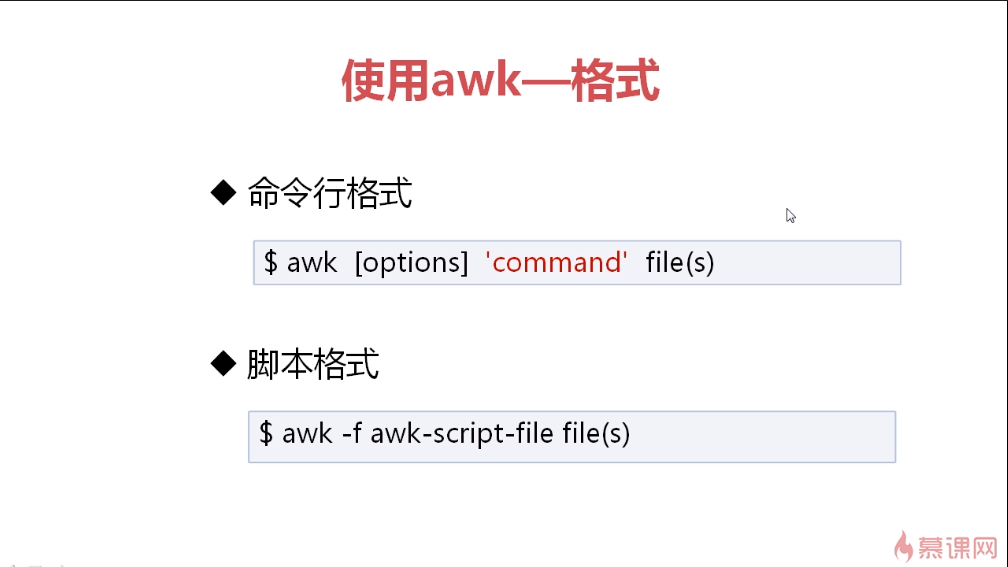 使用awk—格式
◆ 命令行格式
$ awk [options] 'command' file(s)
◆ 脚本格式
$ awk -f awk-script-file file(s)
慕课网